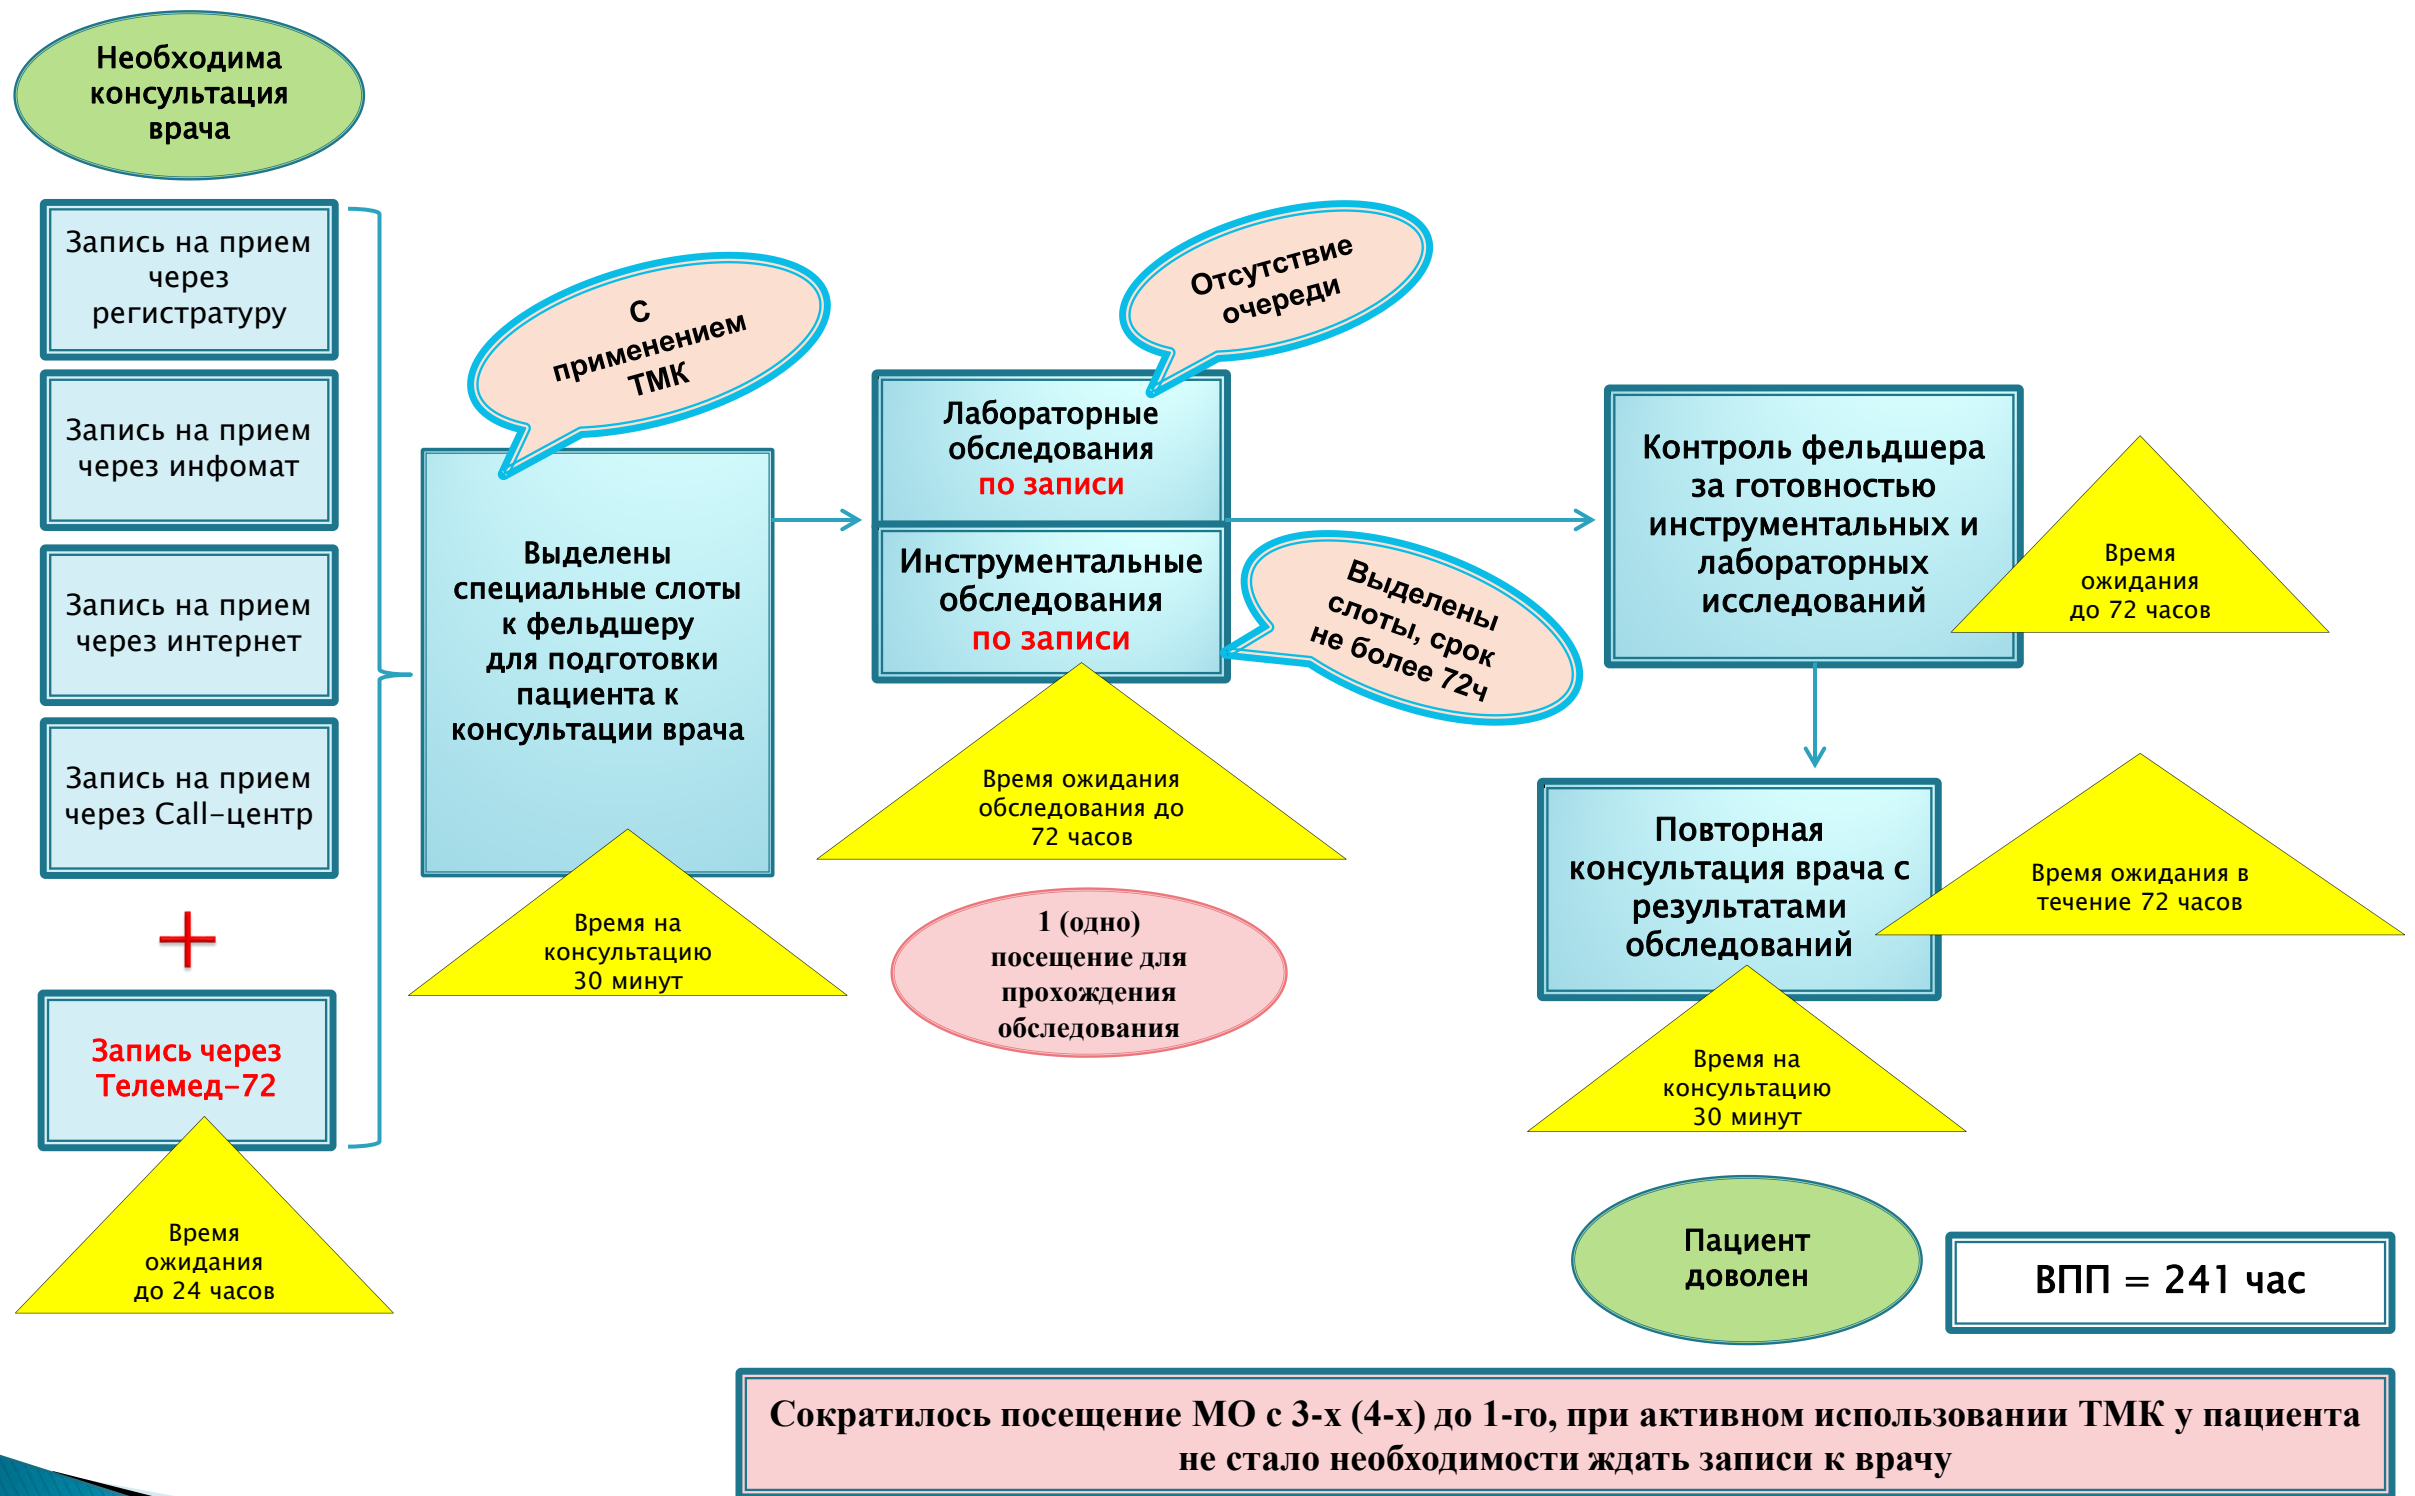 Необходима
консультация
врача
Запись на прием
через
регистратуру
Запись на прием
через инфомат
Запись на прием
через интернет
Запись на прием
через Call-центр
+
Запись через
Телемед-72
Время
ожидания
до 24 часов
С
применением
ТМК
Выделены
специальные слоты
к фельдшеру
для подготовки
пациента к
консультации врача
Время на
консультацию
30 минут
Отсутствие
очереди
Лабораторные
обследования
по записи
Инструментальные
обследования
по записи
Выделены
слоты, срок
не более 72ч
Время ожидания
обследования до
72 часов
1 (одно)
посещение для
прохождения
обследования
Контроль фельдшера
за готовностью
инструментальных и
лабораторных
исследований
Время
ожидания
до 72 часов
Повторная
консультация врача с
результатами
обследований
Время ожидания в
течение 72 часов
Время на
консультацию
30 минут
Пациент
доволен
ВПП = 241 час
Сократилось посещение МО с 3-х (4-х) до 1-го, при активном использовании ТМК у пациента
не стало необходимости ждать записи к врачу